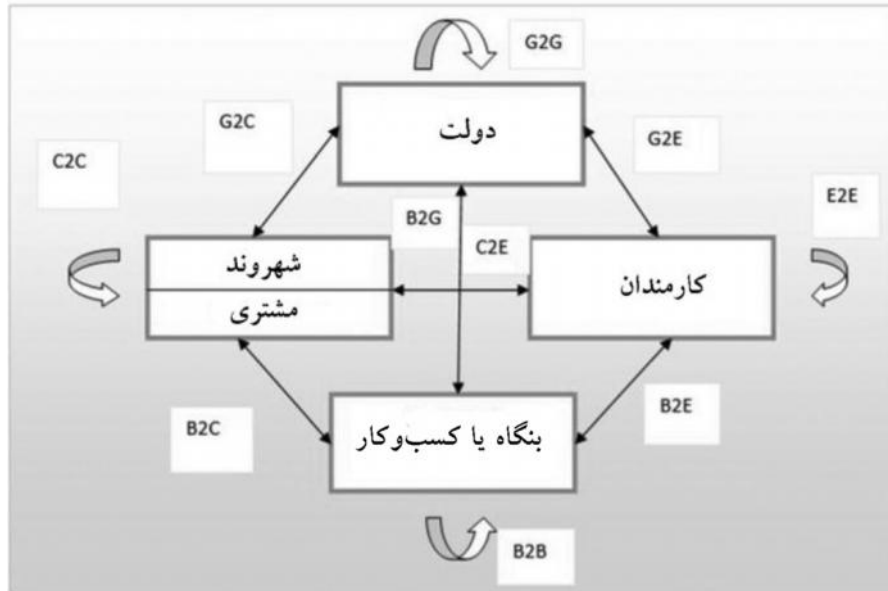 G2G
دولت
G2C
G2E
C2C
E2E
B2G
C2E
شهروند
مشتری
کارمندان
B2C
B2E
بنگاه یا کسب‌وکار
B2B